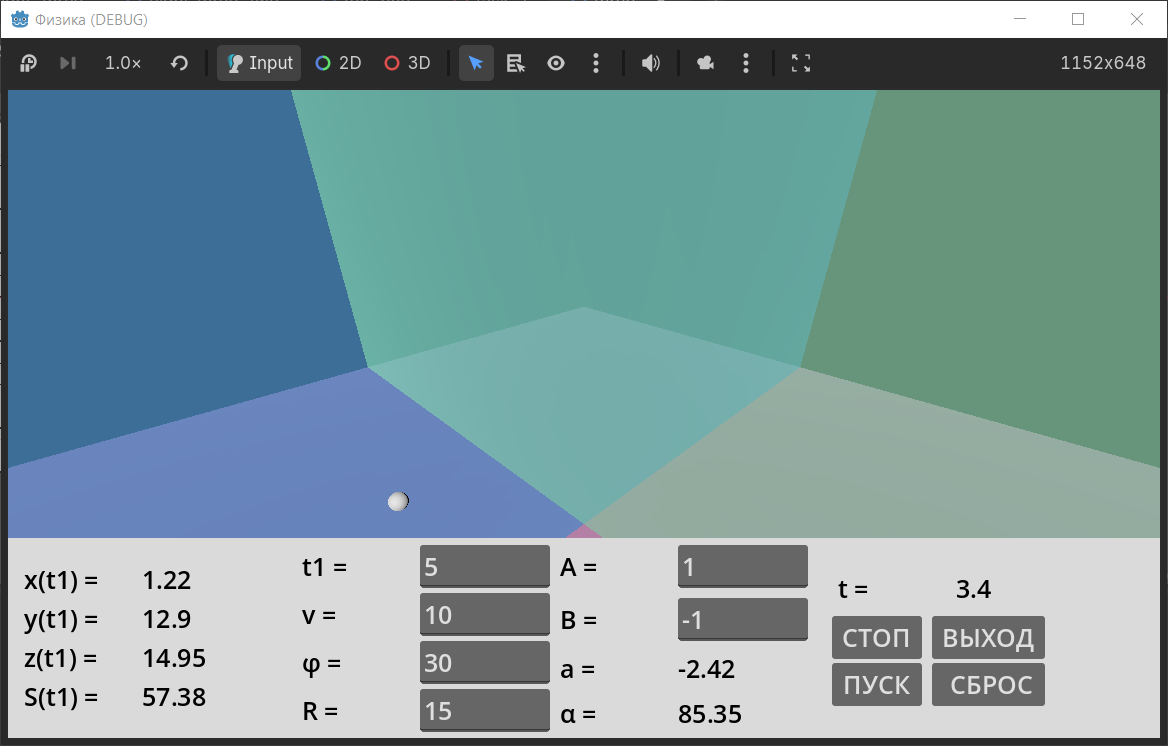 Физика (DEBUG)
1.0× Input 2D 3D 1152x648
x(t1) = 1.22
y(t1) = 12.9
z(t1) = 14.95
S(t1) = 57.38
t1 = 5
v = 10
φ = 30
R = 15
A = 1
B = -1
a = -2.42
α = 85.35
t = 3.4
СТОП ВЫХОД
ПУСК СБРОС